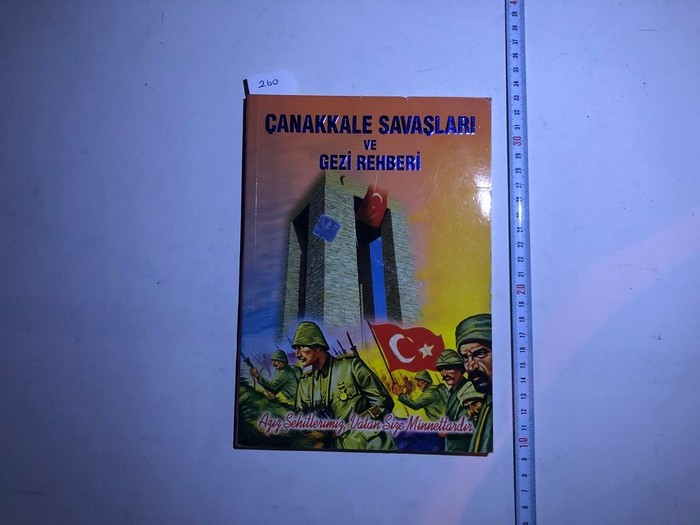 260
ÇANAKKALE SAVAŞLARI
VE
GEZİ REHBERİ
Aziz Şehitlerimiz, Vatan Size Minnettardır